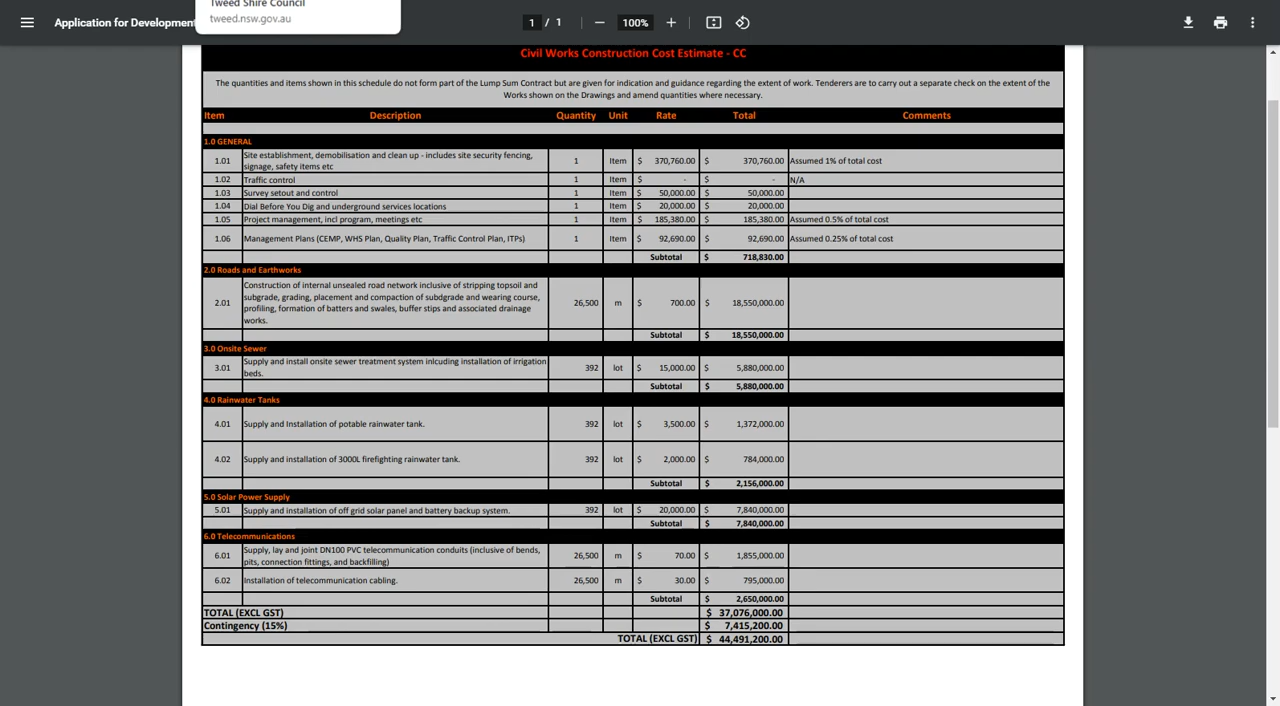 Tweed Shire Council
tweed.nsw.gov.au
Application for Development
1 / 1 − 100% +
Civil Works Construction Cost Estimate - CC
The quantities and items shown in this schedule do not form part of the Lump Sum Contract but are given for indication and guidance regarding the extent of work. Tenderers are to carry out a separate check on the extent of the
Works shown on the Drawings and amend quantities where necessary.
Item Description Quantity Unit Rate Total Comments
1.0 GENERAL
1.01 Site establishment, demobilisation and clean up - includes site security fencing,
signage, safety items etc 1 Item $ 370,760.00 $ 370,760.00 Assumed 1% of total cost
1.02 Traffic control 1 Item $ - $ - N/A
1.03 Survey setout and control 1 Item $ 50,000.00 $ 50,000.00
1.04 Dial Before You Dig and underground services locations 1 Item $ 20,000.00 $ 20,000.00
1.05 Project management, incl program, meetings etc 1 Item $ 185,380.00 $ 185,380.00 Assumed 0.5% of total cost
1.06 Management Plans (CEMP, WHS Plan, Quality Plan, Traffic Control Plan, ITPs) 1 Item $ 92,690.00 $ 92,690.00 Assumed 0.25% of total cost
Subtotal $ 718,830.00
2.0 Roads and Earthworks
Construction of internal unsealed road network inclusive of stripping topsoil and
subgrade, grading, placement and compaction of subdgrade and wearing course,
2.01 profiling, formation of batters and swales, buffer stips and associated drainage 26,500 m $ 700.00 $ 18,550,000.00
works.
Subtotal $ 18,550,000.00
3.0 Onsite Sewer
3.01 Supply and install onsite sewer treatment system inlcuding installation of irrigation
beds. 392 lot $ 15,000.00 $ 5,880,000.00
Subtotal $ 5,880,000.00
4.0 Rainwater Tanks
4.01 Supply and Installation of potable rainwater tank. 392 lot $ 3,500.00 $ 1,372,000.00
4.02 Supply and installation of 3000L firefighting rainwater tank. 392 lot $ 2,000.00 $ 784,000.00
Subtotal $ 2,156,000.00
5.0 Solar Power Supply
5.01 Supply and installation of off grid solar panel and battery backup system. 392 lot $ 20,000.00 $ 7,840,000.00
Subtotal $ 7,840,000.00
6.0 Telecommunications
6.01 Supply, lay and joint DN100 PVC telecommunication conduits (inclusive of bends,
pits, connection fittings, and backfilling) 26,500 m $ 70.00 $ 1,855,000.00
6.02 Installation of telecommunication cabling. 26,500 m $ 30.00 $ 795,000.00
Subtotal $ 2,650,000.00
TOTAL (EXCL GST) $ 37,076,000.00
Contingency (15%) $ 7,415,200.00
TOTAL (EXCL GST) $ 44,491,200.00